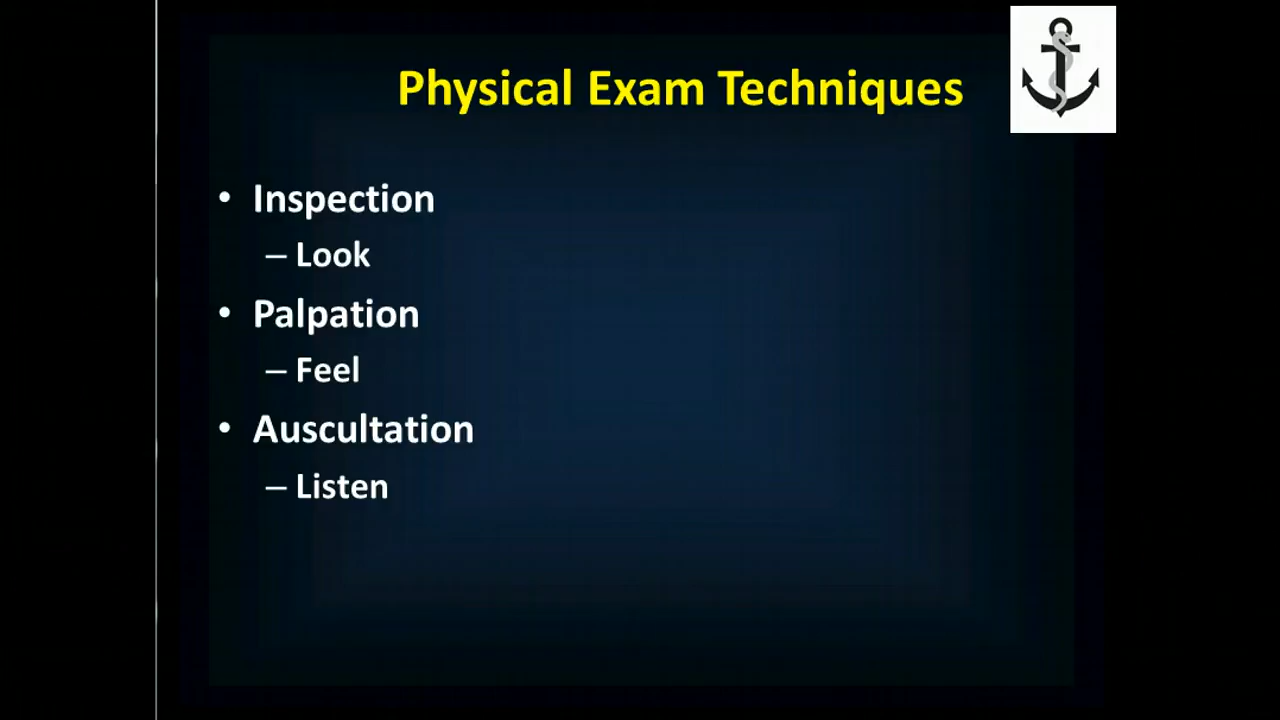 Physical Exam Techniques
• Inspection
– Look
• Palpation
– Feel
• Auscultation
– Listen